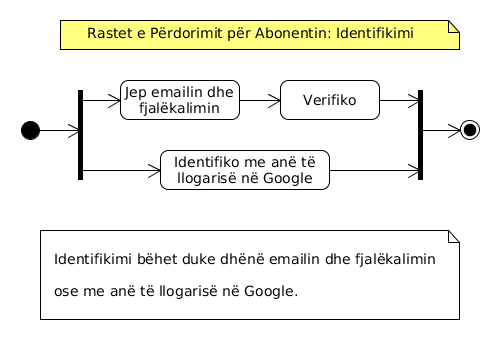 Rastet e Përdorimit për Abonentin: Identifikimi
Jep emailin dhe
fjalëkalimin
Verifiko
Identifiko me anë të
llogarisë në Google
Identifikimi bëhet duke dhënë emailin dhe fjalëkalimin
ose me anë të llogarisë në Google.